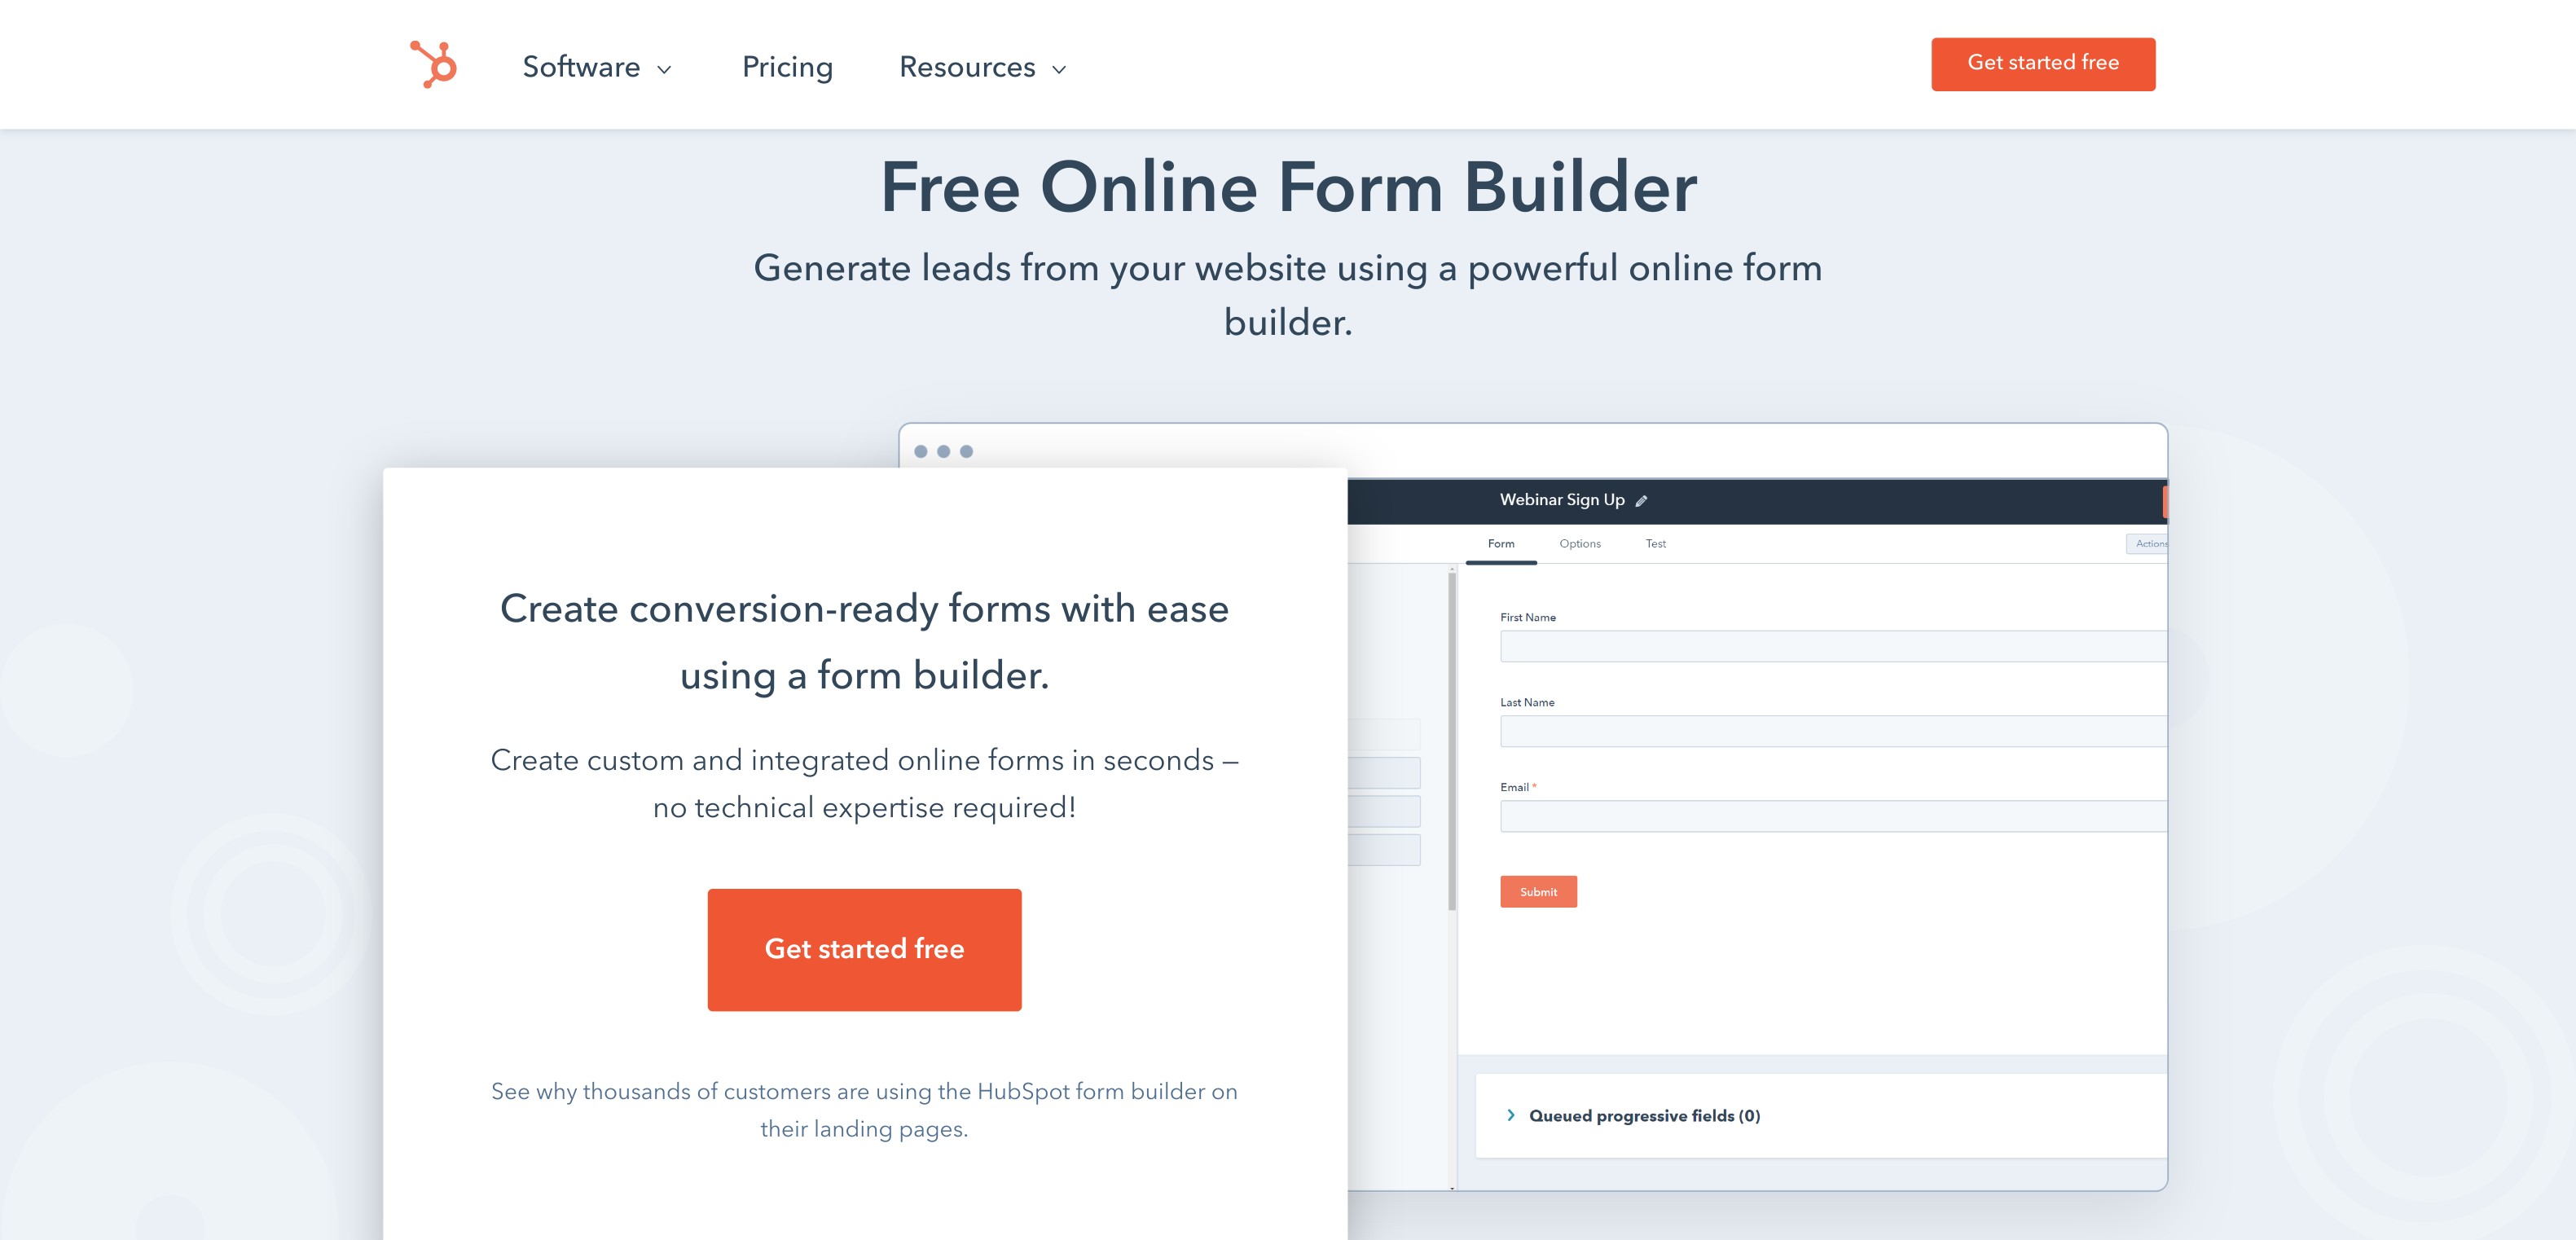 Software
Pricing
Resources
Get started free
Free Online Form Builder
Generate leads from your website using a powerful online form
builder.
Create conversion-ready forms with ease
using a form builder.
Create custom and integrated online forms in seconds –
no technical expertise required!
Get started free
See why thousands of customers are using the HubSpot form builder on
their landing pages.
Webinar Sign Up
Form
Options
Test
Actions
First Name
Last Name
Email *
Submit
Queued progressive fields (0)